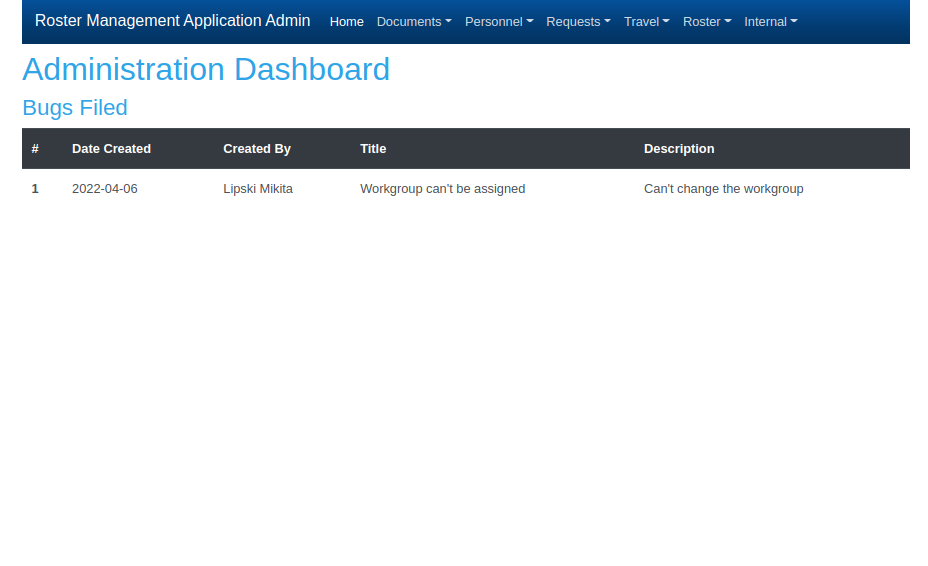 Roster Management Application Admin Home Documents Personnel Requests Travel Roster Internal
Administration Dashboard
Bugs Filed
# Date Created Created By Title Description
1 2022-04-06 Lipski Mikita Workgroup can't be assigned Can't change the workgroup